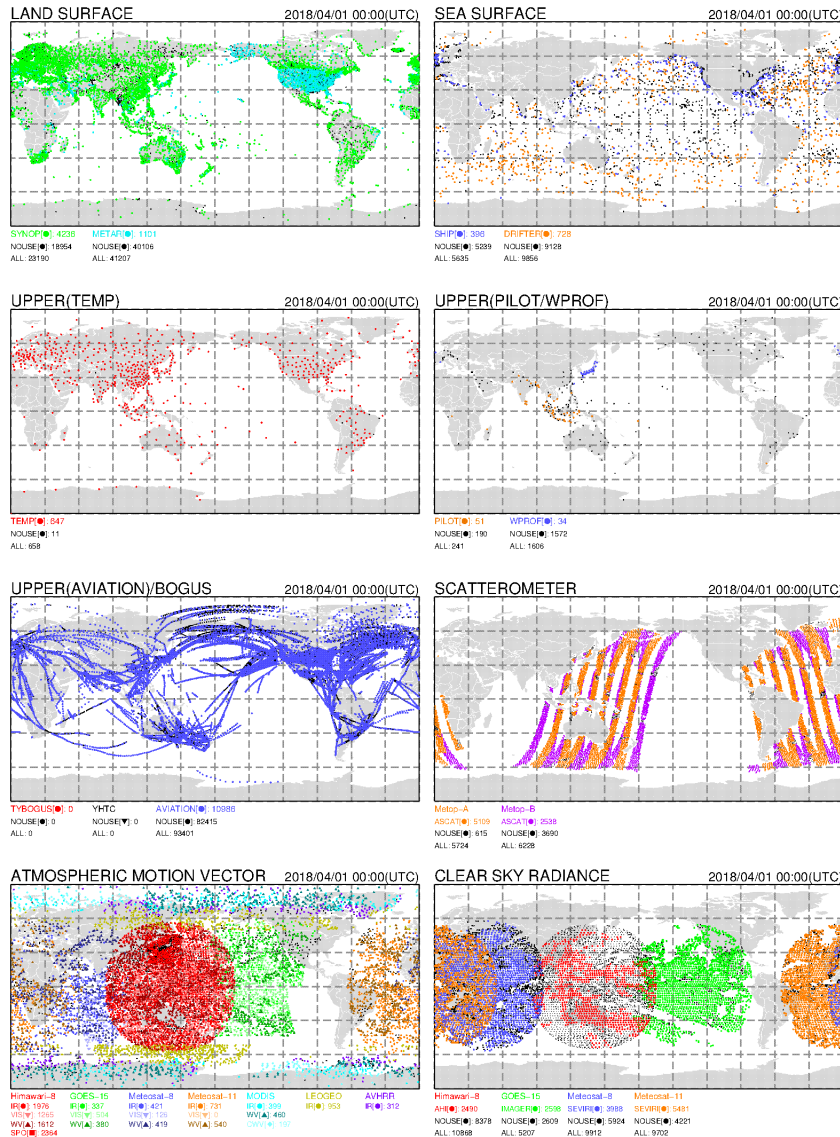 LAND SURFACE 2018/04/01 00:00(UTC)
SYNOP[●]: 4236 METAR[●]: 1101
NOUSE[●]: 18954 NOUSE[●]: 40106
ALL: 23190 ALL: 41207
SEA SURFACE 2018/04/01 00:00(UTC)
SHIP[●]: 396 DRIFTER[●]: 728
NOUSE[●]: 5239 NOUSE[●]: 9128
ALL: 5635 ALL: 9856
UPPER(TEMP) 2018/04/01 00:00(UTC)
TEMP[●]: 647
NOUSE[●]: 11
ALL: 658
UPPER(PILOT/WPROF) 2018/04/01 00:00(UTC)
PILOT[●]: 51 WPROF[●]: 34
NOUSE[●]: 190 NOUSE[●]: 1572
ALL: 241 ALL: 1606
UPPER(AVIATION)/BOGUS 2018/04/01 00:00(UTC)
TYBOGUS[●]: 0 YHTC AVIATION[●]: 10986
NOUSE[●]: 0 NOUSE[▼]: 0 NOUSE[●]: 82415
ALL: 0 ALL: 0 ALL: 93401
SCATTEROMETER 2018/04/01 00:00(UTC)
Metop-A Metop-B
ASCAT[●]: 5109 ASCAT[●]: 2538
NOUSE[●]: 615 NOUSE[●]: 3690
ALL: 5724 ALL: 6228
ATMOSPHERIC MOTION VECTOR 2018/04/01 00:00(UTC)
Himawari-8 GOES-15 Meteosat-8 Meteosat-11 MODIS LEOGEO AVHRR
IR[●]: 1976 IR[●]: 337 IR[●]: 421 IR[●]: 731 IR[●]: 399 IR[●]: 953 IR[●]: 312
VIS[▼]: 1265 VIS[▼]: VIS[▼]: 126 VIS[▼]: 0 WV[▲]: 460
WV[▲]: 1612 WV[▲]: 380 WV[▲]: 419 WV[▲]: 540
SPO[■]: 2364
CLEAR SKY RADIANCE 2018/04/01 00:00(UTC)
Himawari-8 GOES-15 Meteosat-8 Meteosat-11
AHI[●]: 2490 IMAGER[●]: 2598 SEVIRI[●]: 3988 SEVIRI[●]: 5481
NOUSE[●]: 8378 NOUSE[●]: 2609 NOUSE[●]: 5924 NOUSE[●]: 4221
ALL: 10868 ALL: 5207 ALL: 9912 ALL: 9702